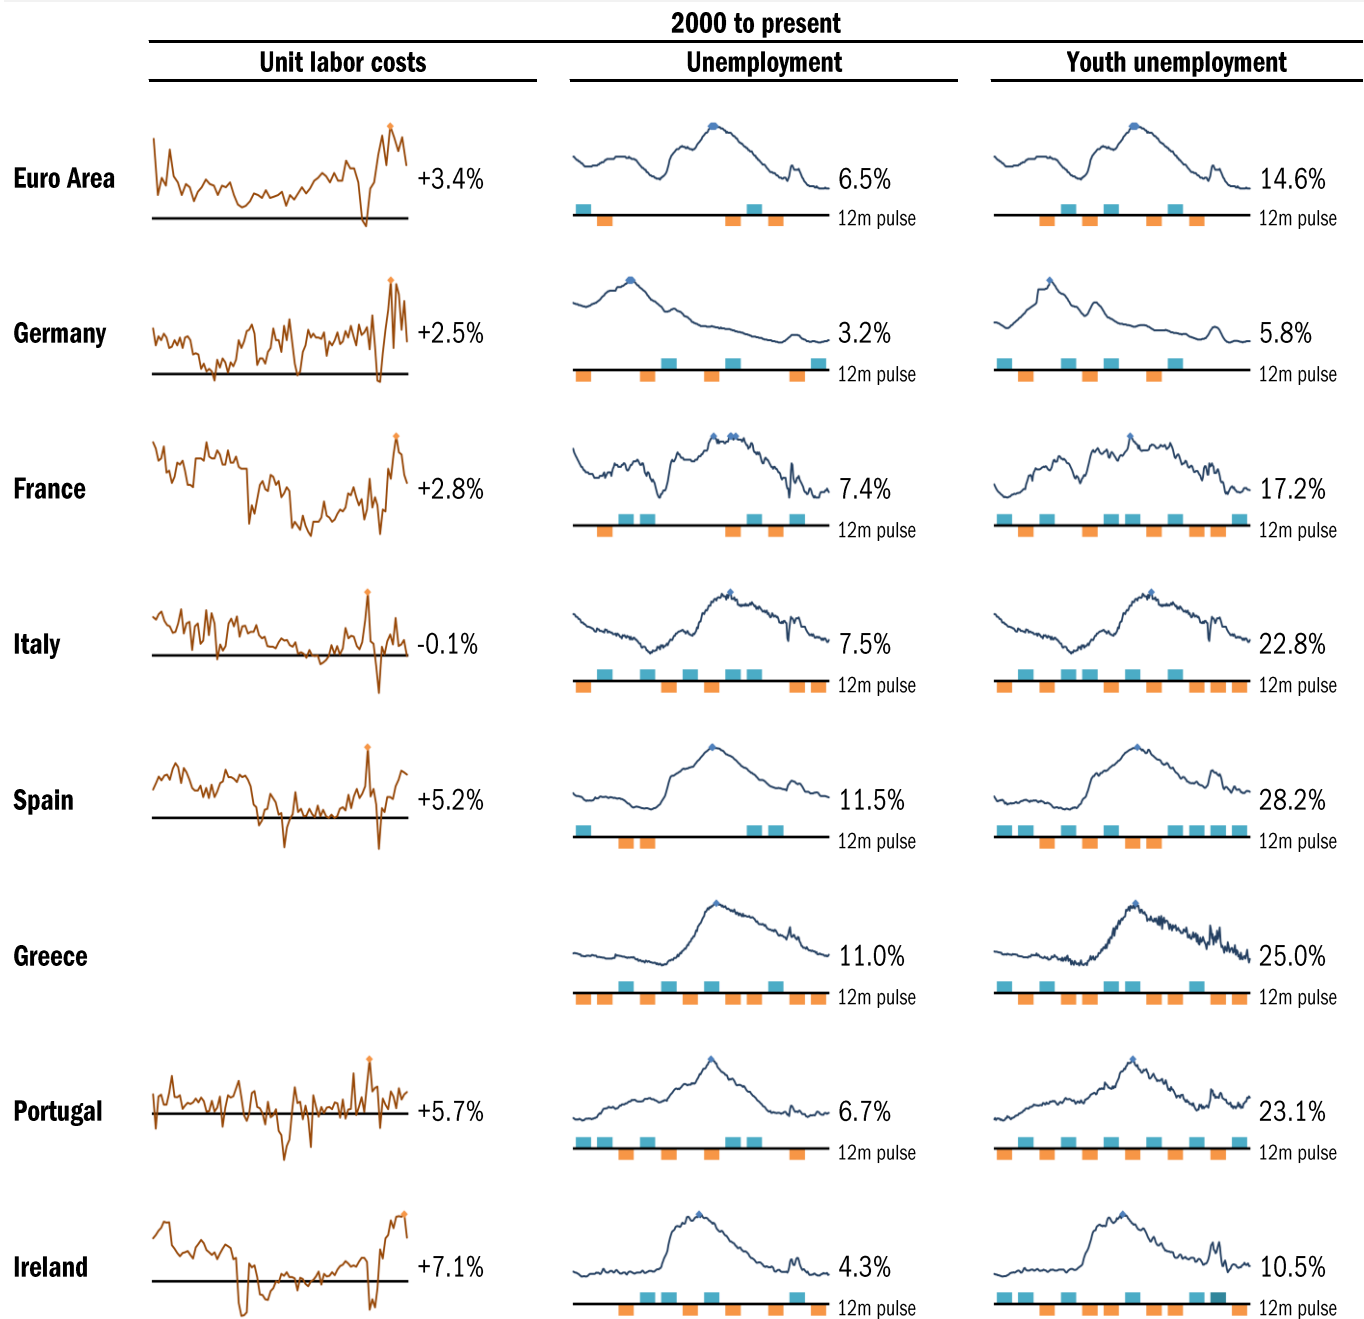 2000 to present
Unit labor costs Unemployment Youth unemployment
Euro Area +3.4% 6.5% 14.6%
12m pulse 12m pulse
Germany +2.5% 3.2% 5.8%
12m pulse 12m pulse
France +2.8% 7.4% 17.2%
12m pulse 12m pulse
Italy -0.1% 7.5% 22.8%
12m pulse 12m pulse
Spain +5.2% 11.5% 28.2%
12m pulse 12m pulse
Greece 11.0% 25.0%
12m pulse 12m pulse
Portugal +5.7% 6.7% 23.1%
12m pulse 12m pulse
Ireland +7.1% 4.3% 10.5%
12m pulse 12m pulse